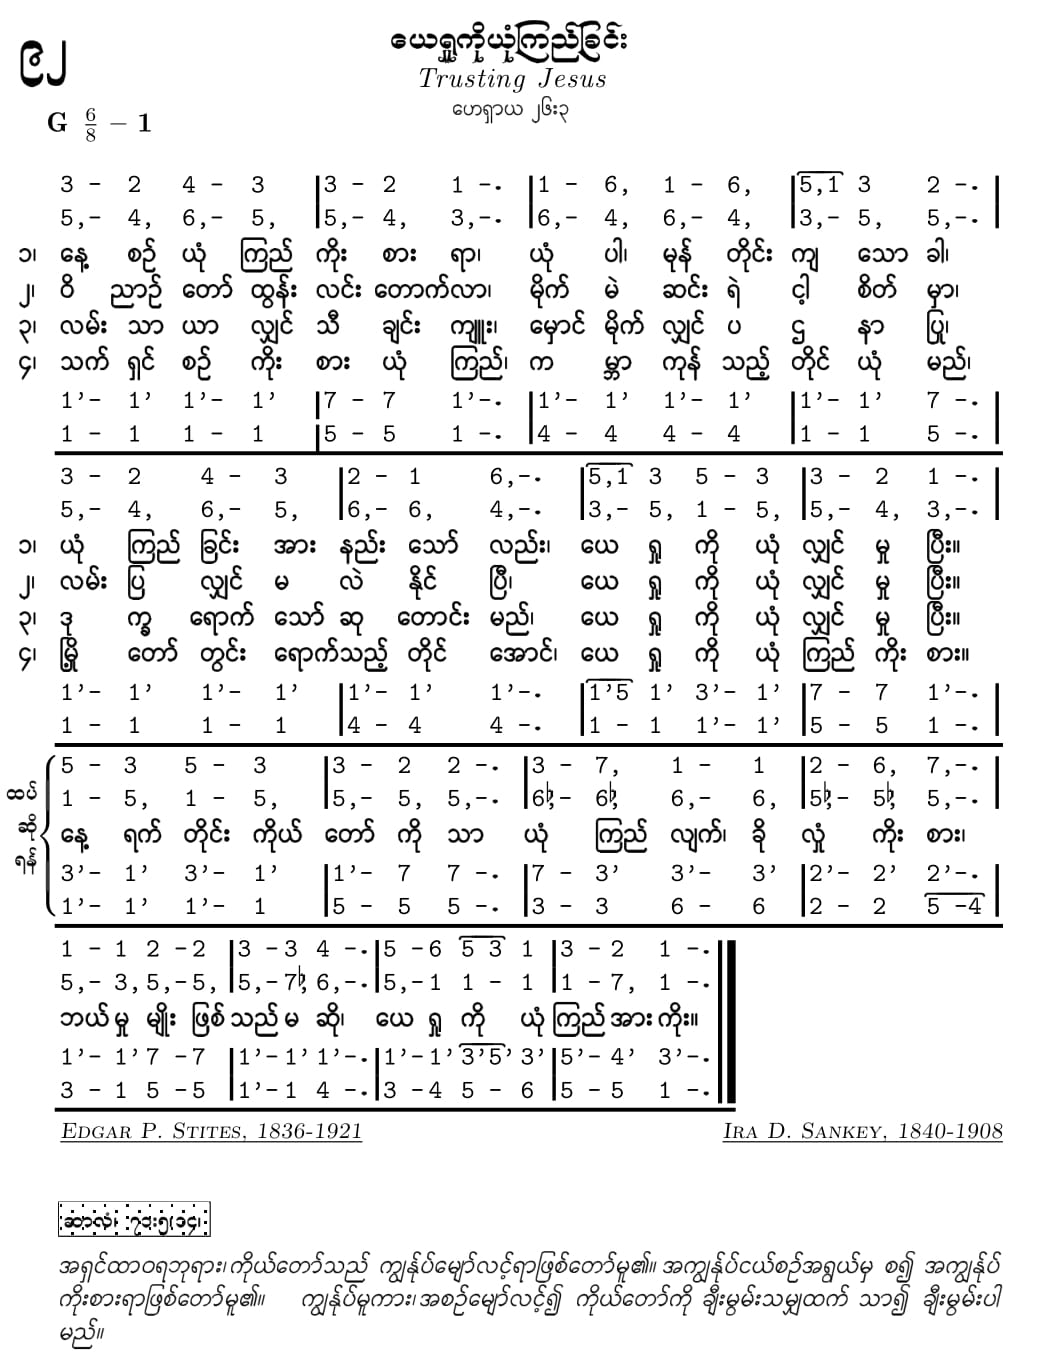 ၉၂
ယေရှုကိုယုံကြည်ခြင်း
Trusting Jesus
ဟေရှာယ ၂၆း၃
G 6/8 – 1
3 – 2 4 – 3 |3 – 2 1 –. |1 – 6, 1 – 6, |5,1 3 2 –. |
5,– 4, 6,– 5, |5,– 4, 3,–. |6,– 4, 6,– 4, |3,– 5, 5,–. |
၁၊ နေ့ စဉ် ယုံ ကြည် ကိုး စား ရာ၊ ယုံ ပါ၊ မုန် တိုင်း ကျ သော ခါ၊
၂၊ ဝိ ညာဉ် တော် ထွန်း လင်း တောက်လာ၊ မိုက် မဲ ဆင်း ရဲ ငါ့ စိတ် မှာ၊
၃၊ လမ်း သာ ယာ လျှင် သီ ချင်း ကျူး၊ မှောင် မိုက် လျှင် ပ ဌ နာ ပြု၊
၄၊ သက် ရှင် စဉ် ကိုး စား ယုံ ကြည်၊ က မ္ဘာ ကုန် သည့် တိုင် ယုံ မည်၊
1’– 1’ 1’– 1’ |7 – 7 1’–. |1’– 1’ 1’– 1’ |1’– 1’ 7 –. |
1 – 1 1 – 1 |5 – 5 1 –. |4 – 4 4 – 4 |1 – 1 5 –. |
3 – 2 4 – 3 |2 – 1 6,–. |5,1 3 5 – 3 |3 – 2 1 –. |
5,– 4, 6,– 5, |6,– 6, 4,–. |3,– 5, 1 – 5, |5,– 4, 3,–. |
၁၊ ယုံ ကြည် ခြင်း အား နည်း သော် လည်း၊ ယေ ရှု ကို ယုံ လျှင် မှု ပြီး။
၂၊ လမ်း ပြ လျှင် မ လဲ နိုင် ပြီ၊ ယေ ရှု ကို ယုံ လျှင် မှု ပြီး။
၃၊ ဒု က္ခ ရောက် သော် ဆု တောင်း မည်၊ ယေ ရှု ကို ယုံ လျှင် မှု ပြီး။
၄၊ မြို့ တော် တွင်း ရောက်သည့် တိုင် အောင်၊ ယေ ရှု ကို ယုံ ကြည် ကိုး စား။
1’– 1’ 1’– 1’ |1’– 1’ 1’–. |1’5 1’ 3’– 1’ |7 – 7 1’–. |
1 – 1 1 – 1 |4 – 4 4 –. |1 – 1 1’– 1’ |5 – 5 1 –. |
ထပ် ဆို ရန်
5 – 3 5 – 3 |3 – 2 2 –. |3 – 7, 1 – 1 |2 – 6, 7,–. |
1 – 5, 1 – 5, |5,– 5, 5,–. |6♭,– 6♭, 6,– 6, |5♭,– 5♭, 5,–. |
နေ့ ရက် တိုင်း ကိုယ် တော် ကို သာ ယုံ ကြည် လျက်၊ ခို လှုံ ကိုး စား၊
3’– 1’ 3’– 1’ |1’– 7 7 –. |7 – 3’ 3’– 3’ |2’– 2’ 2’–. |
1’– 1’ 1’– 1 |5 – 5 5 –. |3 – 3 6 – 6 |2 – 2 5 –4 |
1 – 1 2 –2 |3 –3 4 –. |5 –6 5 3 1 |3 – 2 1 –. |
5,– 3, 5,–5, |5,–7♭, 6,–. |5,–1 1 – 1 |1 – 7, 1 –. |
ဘယ် မှု မျိုး ဖြစ် သည် မ ဆို၊ ယေ ရှု ကို ယုံ ကြည် အား ကိုး။
1’– 1’ 7 –7 |1’–1’ 1’–. |1’–1’ 3’5’ 3’ |5’– 4’ 3’–. |
3 – 1 5 –5 |1’–1 4 –. |3 –4 5 – 6 |5 – 5 1 –. |
EDGAR P. STITES, 1836-1921 IRA D. SANKEY, 1840-1908
ဆာလံ၊ ၇၁း၅၊၁၄၊
အရှင်ထာဝရဘုရား၊ ကိုယ်တော်သည် ကျွန်ုပ်မျော်လင့်ရာဖြစ်တော်မူ၏။ အကျွန်ုပ်ငယ်စဉ်အရွယ်မှ စ၍ အကျွန်ုပ်
ကိုးစားရာဖြစ်တော်မူ၏။ ကျွန်ုပ်မူကား၊ အစဉ်မျော်လင့်၍ ကိုယ်တော်ကို ချီးမွမ်းသမျှထက် သာ၍ ချီးမွမ်းပါ
မည်။